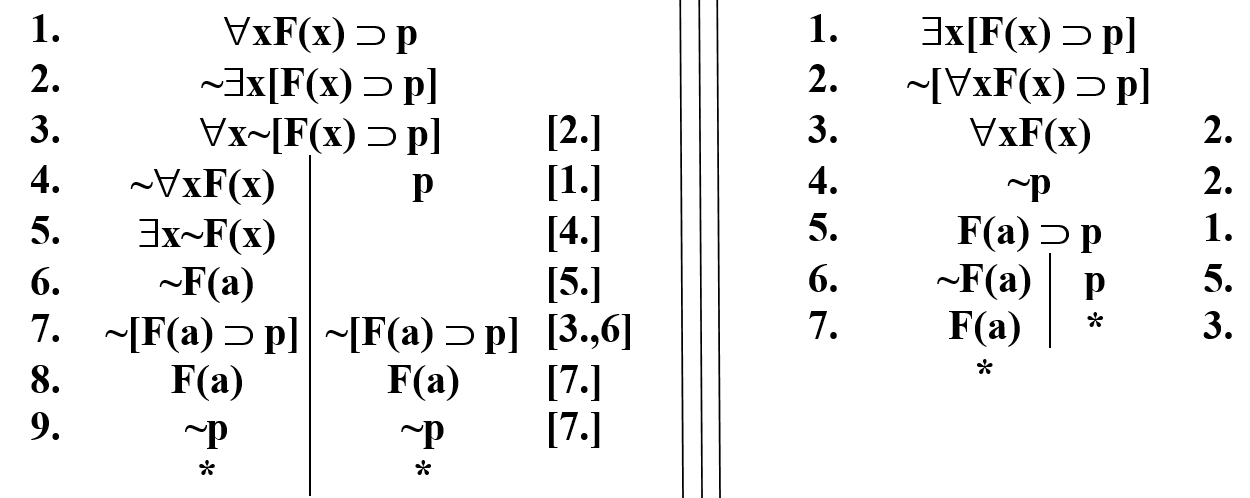 1. ∀xF(x) ⊃ p
2. ~∃x[F(x) ⊃ p]
3. ∀x~[F(x) ⊃ p] [2.]
4. ~∀xF(x) p [1.]
5. ∃x~F(x) [4.]
6. ~F(a) [5.]
7. ~[F(a) ⊃ p] ~[F(a) ⊃ p] [3.,6]
8. F(a) F(a) [7.]
9. ~p ~p [7.]
* *
1. ∃x[F(x) ⊃ p]
2. ~[∀xF(x) ⊃ p]
3. ∀xF(x) 2.
4. ~p 2.
5. F(a) ⊃ p 1.
6. ~F(a) p 5.
7. F(a) * 3.
*